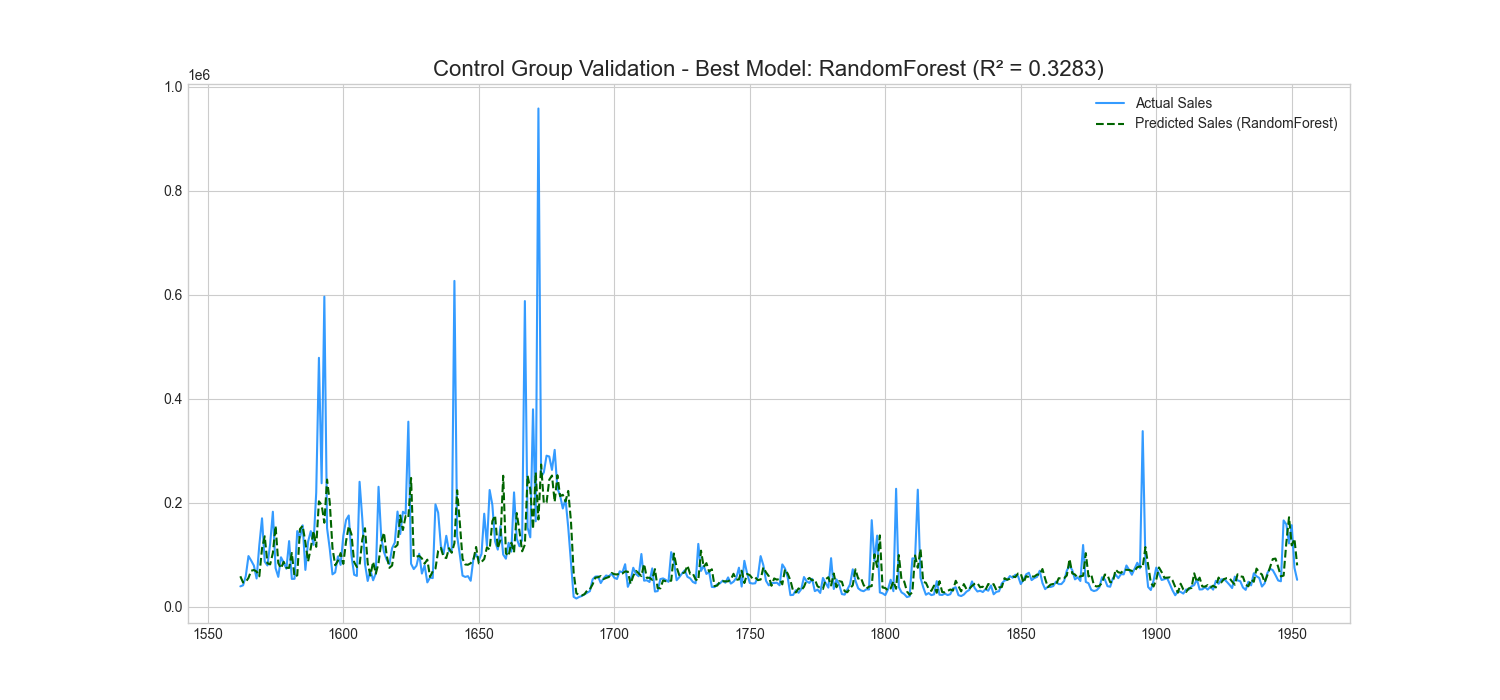 Control Group Validation - Best Model: RandomForest (R² = 0.3283)
1e6
Actual Sales
Predicted Sales (RandomForest)
1.0
0.8
0.6
0.4
0.2
0.0
1550 1600 1650 1700 1750 1800 1850 1900 1950